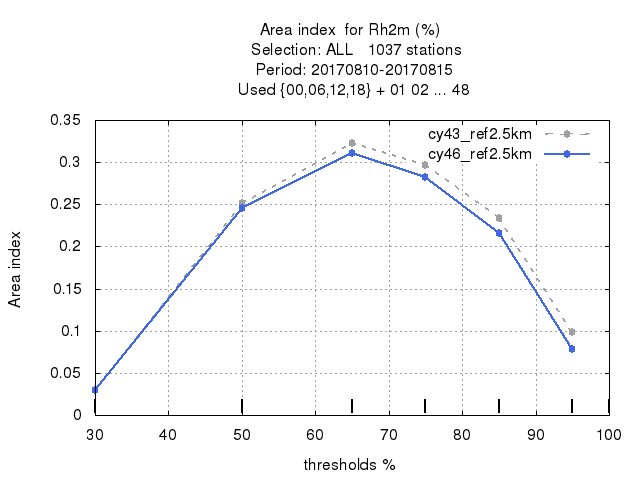 Area index  for Rh2m (%)
Selection: ALL   1037 stations
Period: 20170810-20170815
Used {00,06,12,18} + 01 02 ... 48
cy43_ref2.5km
cy46_ref2.5km
Area index
0.35
0.3
0.25
0.2
0.15
0.1
0.05
0
30 40 50 60 70 80 90 100
thresholds %